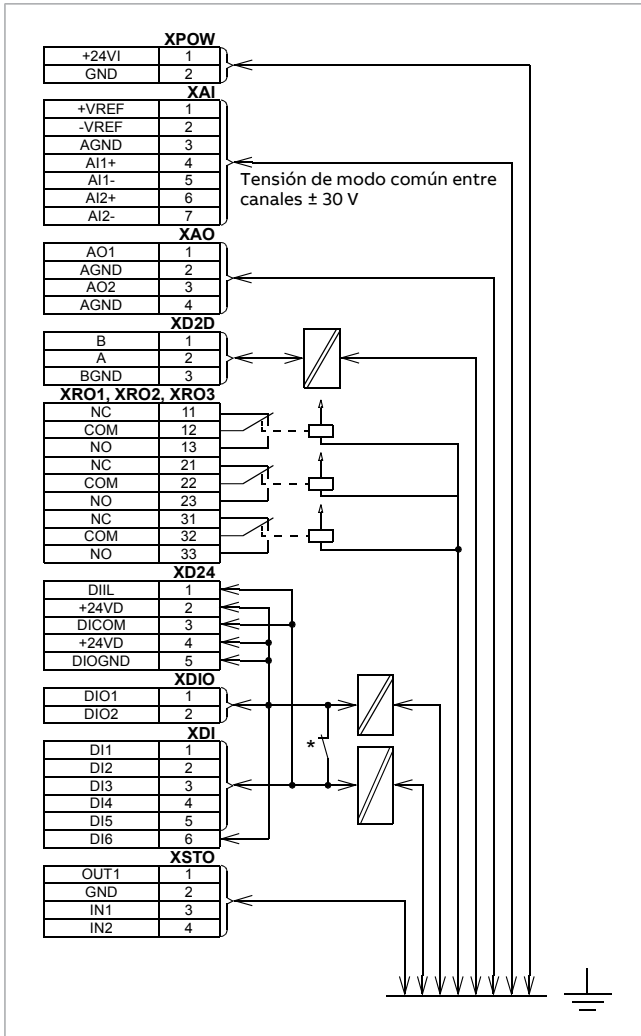 XPOW
+24VI 1
GND 2
XAI
+VREF 1
-VREF 2
AGND 3
AI1+ 4
AI1- 5
AI2+ 6
AI2- 7
Tensión de modo común entre
canales ± 30 V
XAO
AO1 1
AGND 2
AO2 3
AGND 4
XD2D
B 1
A 2
BGND 3
XRO1, XRO2, XRO3
NC 11
COM 12
NO 13
NC 21
COM 22
NO 23
NC 31
COM 32
NO 33
XD24
DIIL 1
+24VD 2
DICOM 3
+24VD 4
DIOGND 5
XDIO
DIO1 1
DIO2 2
XDI
DI1 1
DI2 2
DI3 3
DI4 4
DI5 5
DI6 6
*
XSTO
OUT1 1
GND 2
IN1 3
IN2 4